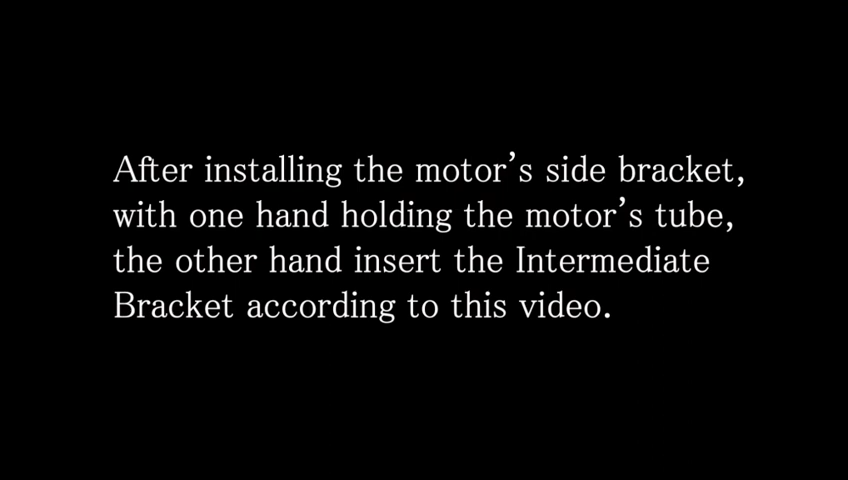 After installing the motor’s side bracket,
with one hand holding the motor’s tube,
the other hand insert the Intermediate
Bracket according to this video.